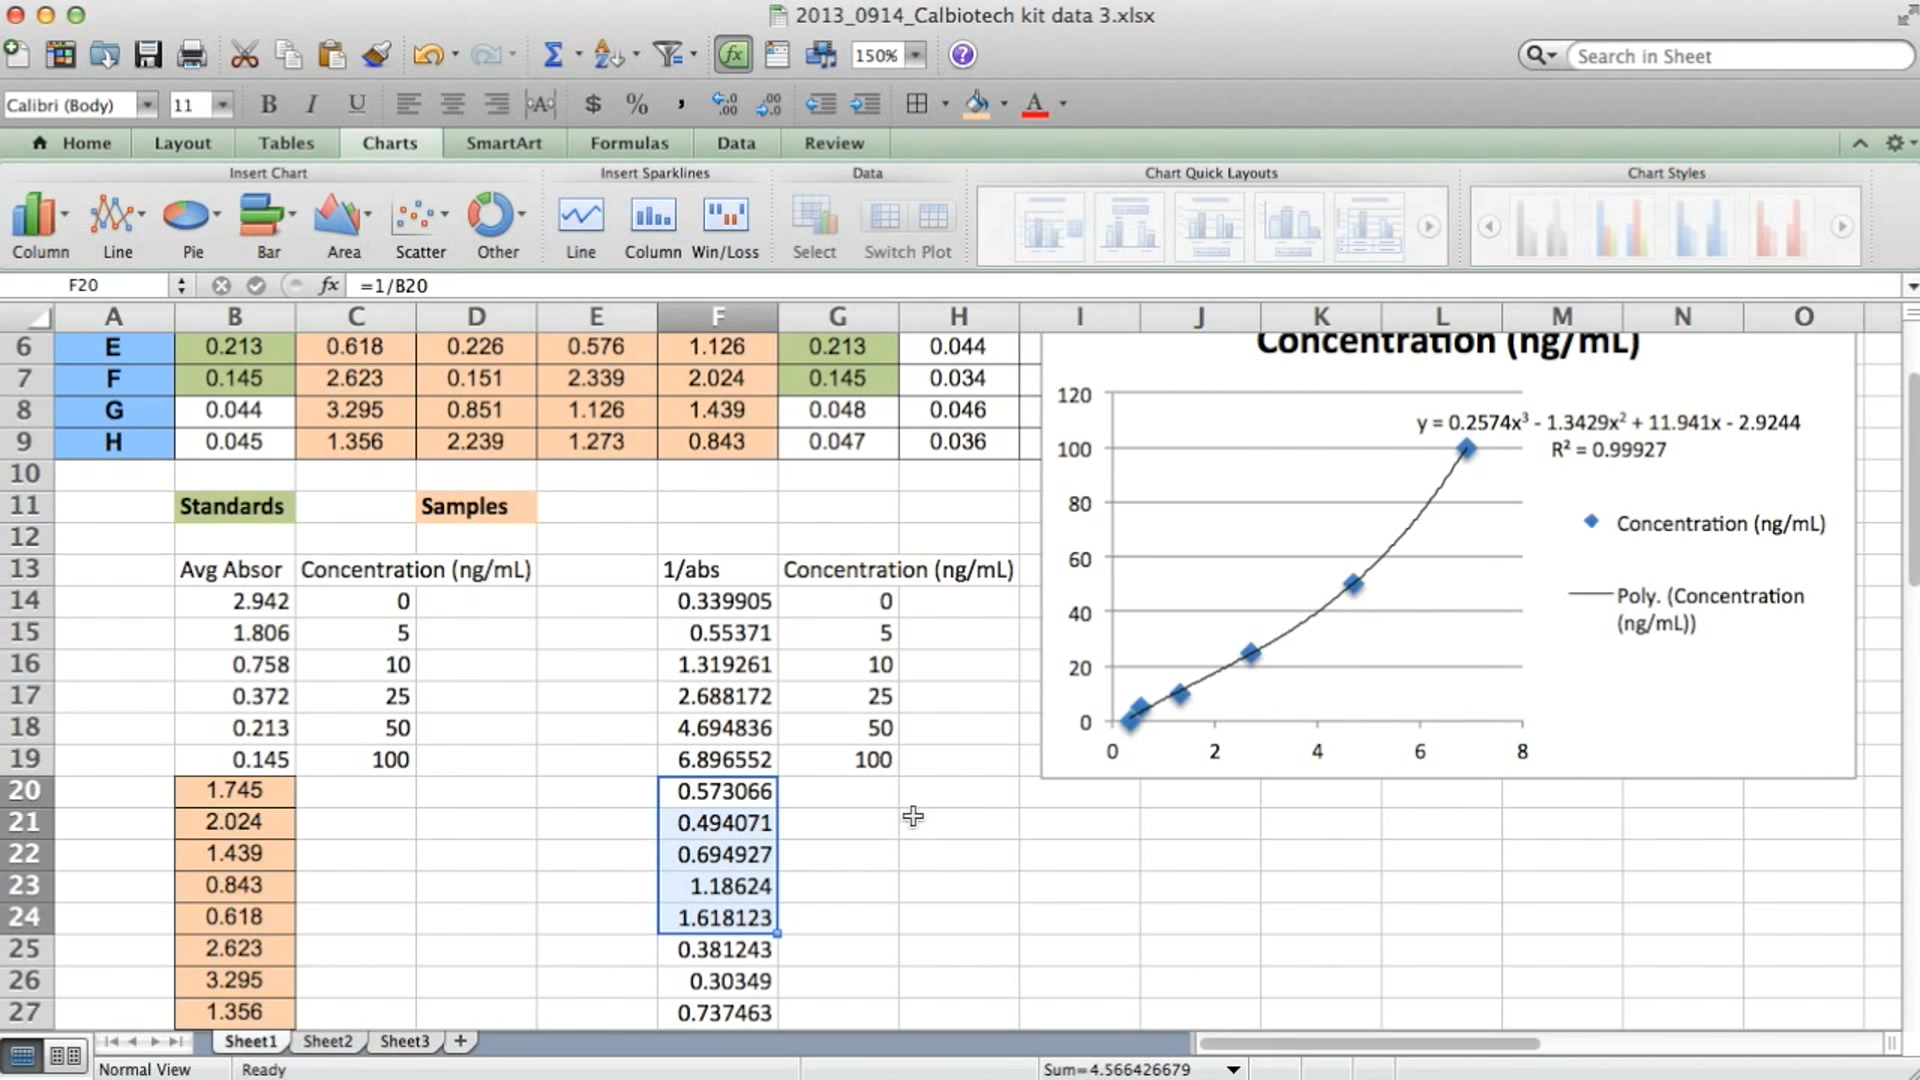 2013_0914_Calbiotech kit data 3.xlsx
150%
Search in Sheet
Calibri (Body) 11 B I U A $ % , A
Home Layout Tables Charts SmartArt Formulas Data Review
Insert Chart Insert Sparklines Data Chart Quick Layouts Chart Styles
Column Line Pie Bar Area Scatter Other Line Column Win/Loss Select Switch Plot
F20 fx =1/B20
A B C D E F G H I J K L M N O
6 E 0.213 0.618 0.226 0.576 1.126 0.213 0.044
7 F 0.145 2.623 0.151 2.339 2.024 0.145 0.034
8 G 0.044 3.295 0.851 1.126 1.439 0.048 0.046
9 H 0.045 1.356 2.239 1.273 0.843 0.047 0.036
10
11 Standards Samples
12
13 Avg Absor Concentration (ng/mL) 1/abs Concentration (ng/mL)
14 2.942 0 0.339905 0
15 1.806 5 0.55371 5
16 0.758 10 1.319261 10
17 0.372 25 2.688172 25
18 0.213 50 4.694836 50
19 0.145 100 6.896552 100
20 1.745 0.573066
21 2.024 0.494071
22 1.439 0.694927
23 0.843 1.18624
24 0.618 1.618123
25 2.623 0.381243
26 3.295 0.30349
27 1.356 0.737463
Concentration (ng/mL)
120
100
80
60
40
20
0
0 2 4 6 8
y = 0.2574x³ - 1.3429x² + 11.941x - 2.9244
R² = 0.99927
Concentration (ng/mL)
Poly. (Concentration
(ng/mL))
Sheet1 Sheet2 Sheet3 +
Normal View Ready Sum=4.566426679